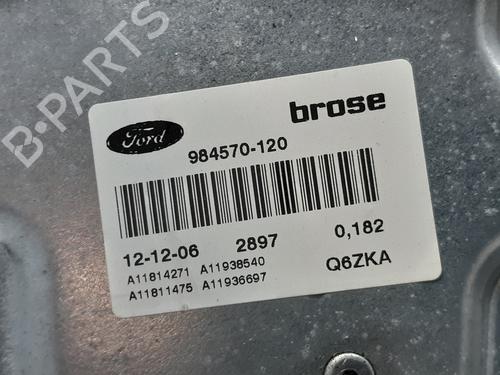 B-PARTS
Ford
brose
984570-120
12-12-06 2897 0,182
A11814271 A11938540
A11811475 A11936697
Q6ZKA